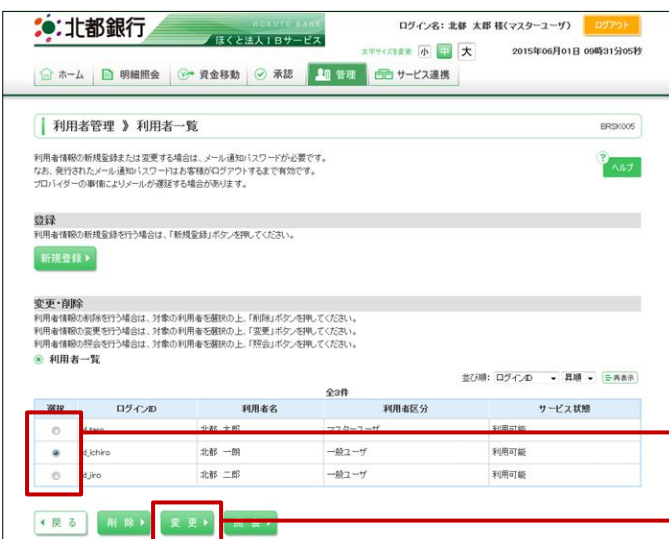 北都銀行
HOKUTO BANK
ほくと法人IBサービス
ログイン名：北都 太郎 様(マスターユーザ)
ログアウト
文字サイズを変更 小 中 大
2015年06月01日 09時31分05秒
ホーム 明細照会 資金移動 承認 管理 サービス連携
利用者管理 》 利用者一覧
BRSK005
利用者情報の新規登録または変更する場合は、メール通知パスワードが必要です。
なお、発行されたメール通知パスワードはお客様がログアウトするまで有効です。
プロバイダーの事情によりメールが遅延する場合があります。
? ヘルプ
登録
利用者情報の新規登録を行う場合は、「新規登録」ボタンを押してください。
新規登録
変更・削除
利用者情報の削除を行う場合は、対象の利用者を選択の上、「削除」ボタンを押してください。
利用者情報の変更を行う場合は、対象の利用者を選択の上、「変更」ボタンを押してください。
利用者情報の照会を行う場合は、対象の利用者を選択の上、「照会」ボタンを押してください。
利用者一覧
並び順：ログインID 昇順 再表示
全3件
選択 ログインID 利用者名 利用者区分 サービス状態
d_taro 北都 太郎 マスターユーザ 利用可能
d_ichiro 北都 一朗 一般ユーザ 利用可能
d_jiro 北都 二郎 一般ユーザ 利用可能
戻る 削除 変更 照会